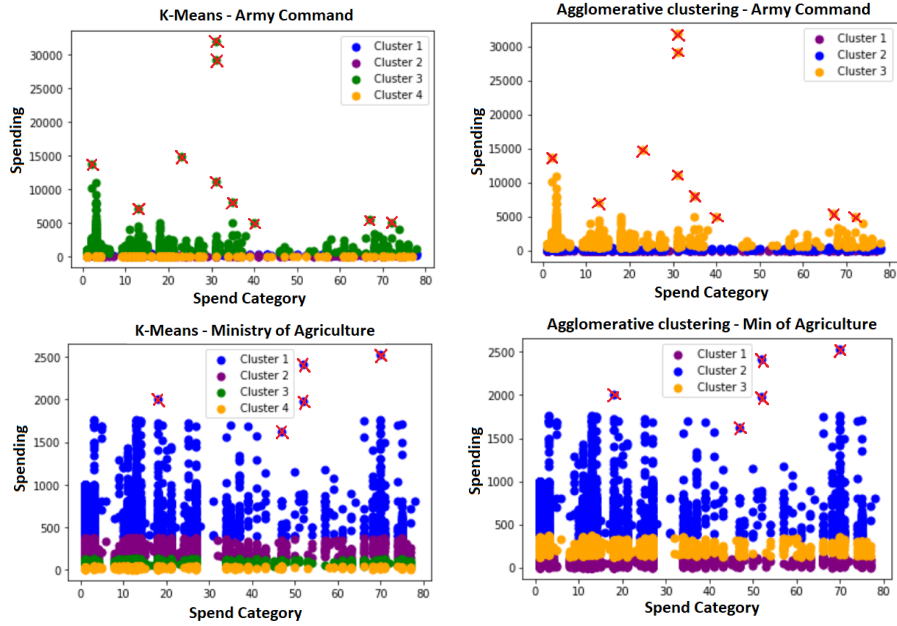 K-Means - Army Command
Cluster 1
Cluster 2
Cluster 3
Cluster 4
30000
25000
20000
15000
10000
5000
0
Spending
0 10 20 30 40 50 60 70 80
Spend Category
Agglomerative clustering - Army Command
Cluster 1
Cluster 2
Cluster 3
30000
25000
20000
15000
10000
5000
0
Spending
0 10 20 30 40 50 60 70 80
Spend Category
K-Means - Ministry of Agriculture
Cluster 1
Cluster 2
Cluster 3
Cluster 4
2500
2000
1500
1000
500
0
Spending
0 10 20 30 40 50 60 70 80
Spend Category
Agglomerative clustering - Min of Agriculture
Cluster 1
Cluster 2
Cluster 3
2500
2000
1500
1000
500
0
Spending
0 10 20 30 40 50 60 70 80
Spend Category